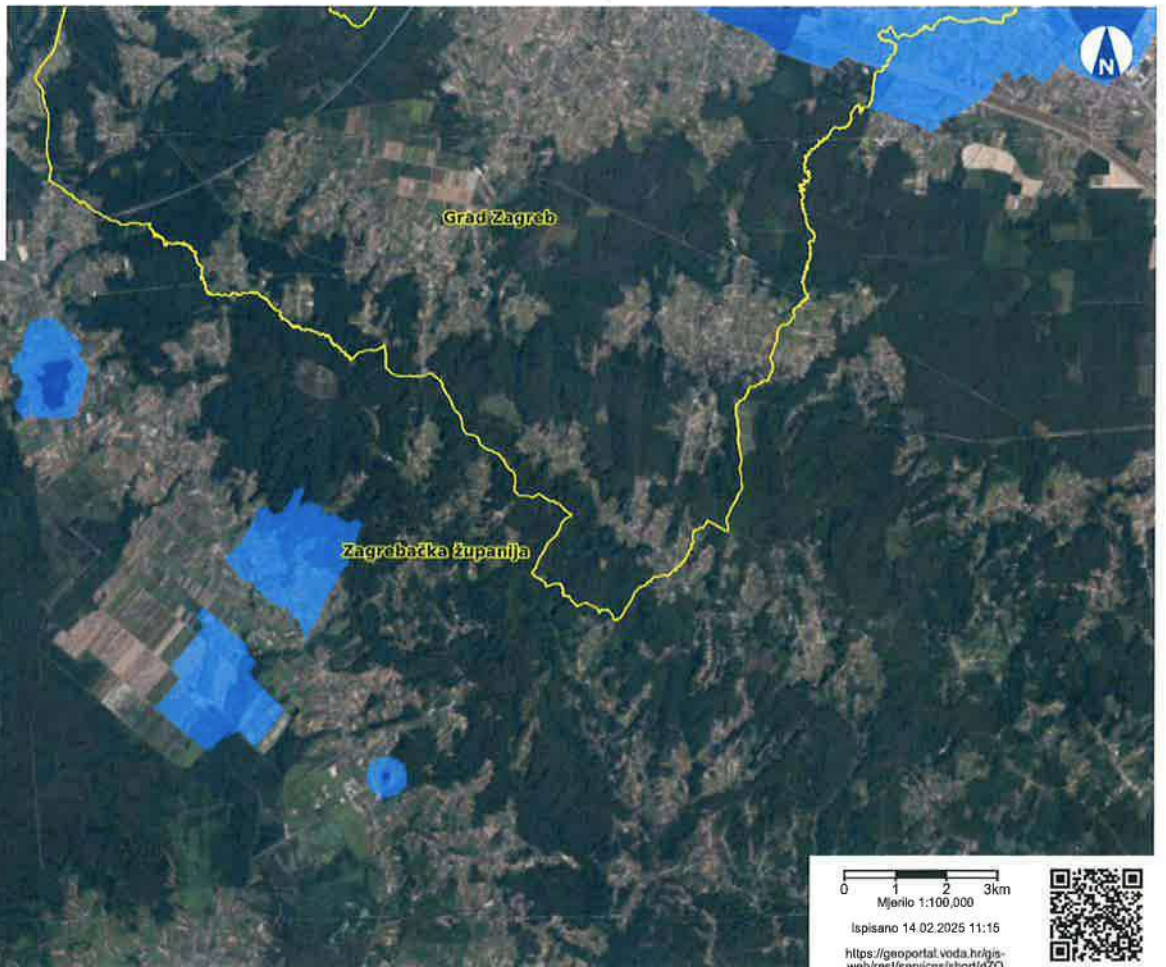 N
Grad Zagreb
Zagrebačka županija
0 1 2 3km
Mjerilo 1:100,000
Ispisano 14.02.2025 11:15
https://geoportal.voda.hr/gis-